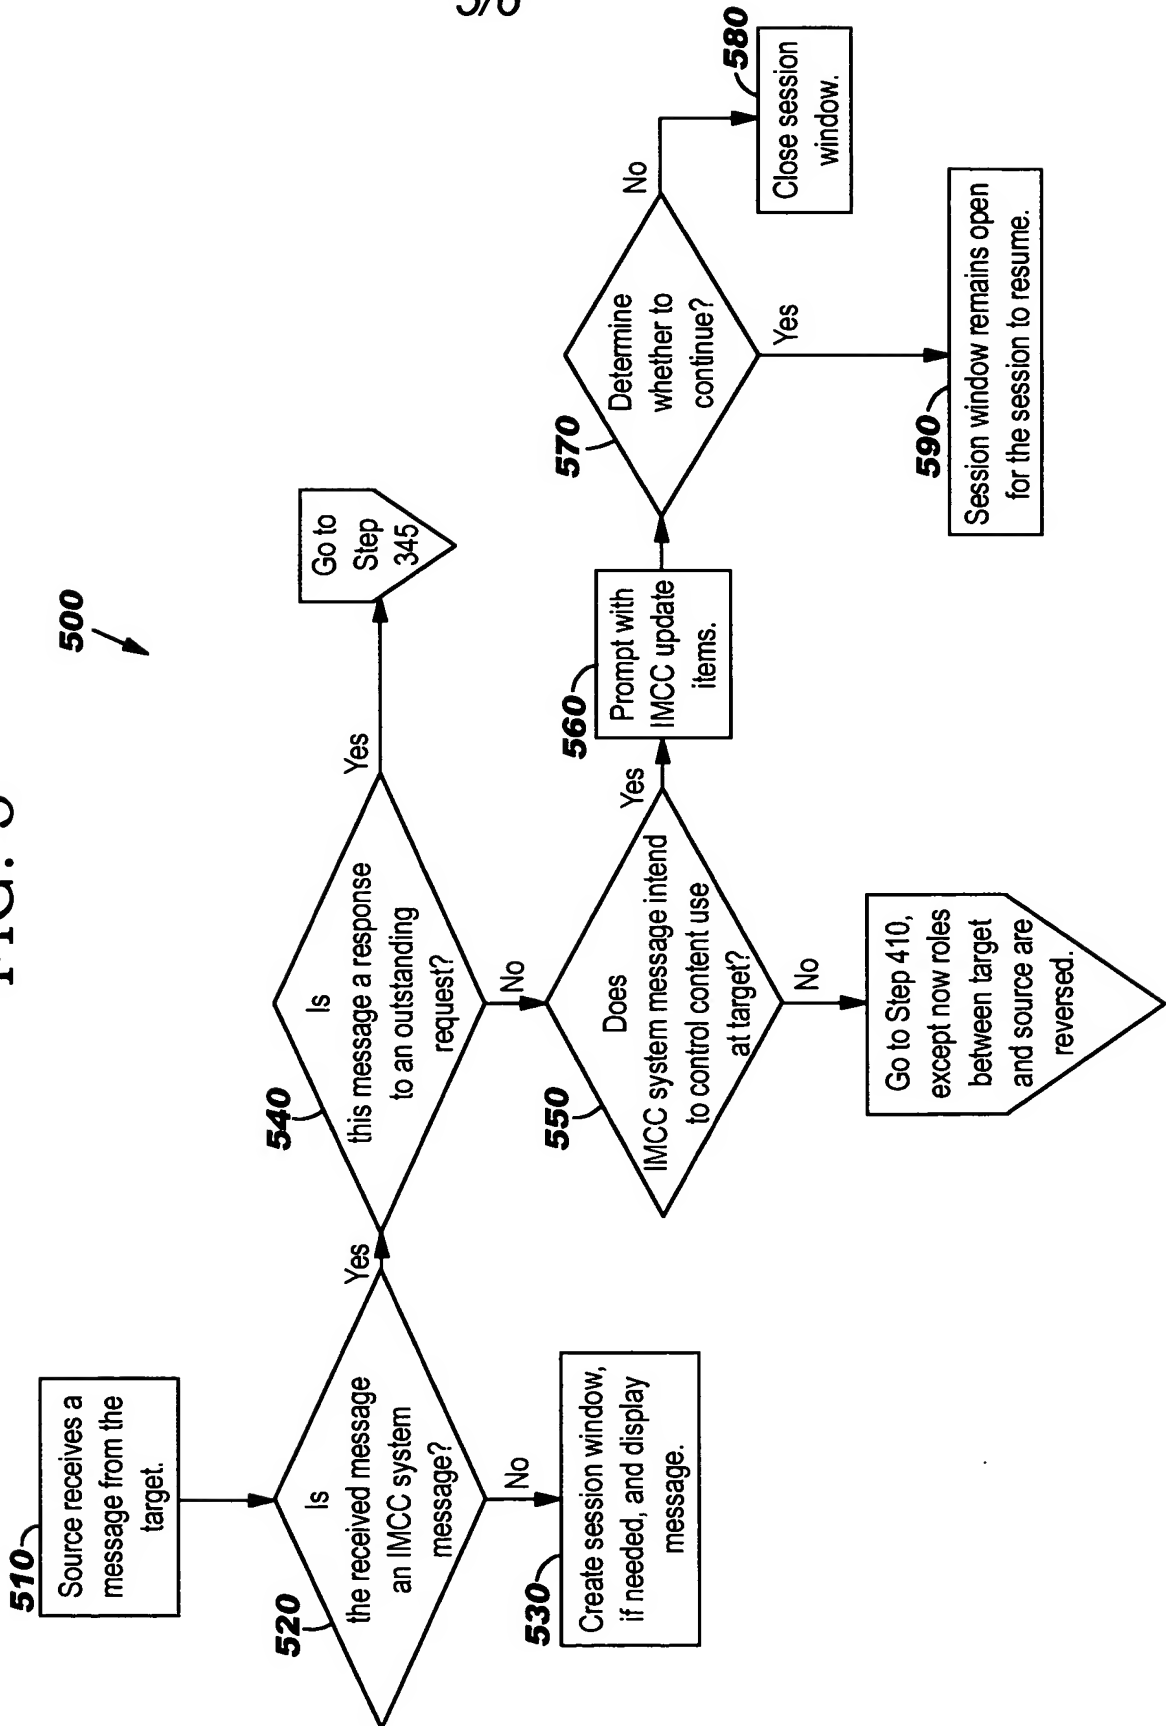 5/6
FIG. 5
500
510
Source receives a
message from the
target.
520
Is
the received message
an IMCC system
message?
Yes
No
530
Create session window,
if needed, and display
message.
540
Is
this message a response
to an outstanding
request?
Yes
Go to
Step
345
No
550
Does
IMCC system message intend
to control content use
at target?
Yes
No
Go to Step 410,
except now roles
between target
and source are
reversed.
560
Prompt with
IMCC update
items.
570
Determine
whether to
continue?
No
580
Close session
window.
Yes
590
Session window remains open
for the session to resume.